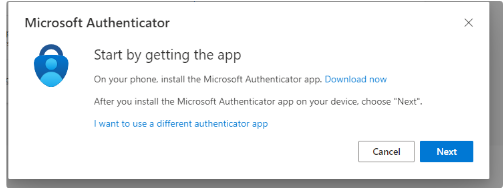 Microsoft Authenticator
Start by getting the app
On your phone, install the Microsoft Authenticator app. Download now
After you install the Microsoft Authenticator app on your device, choose "Next".
I want to use a different authenticator app
Cancel
Next